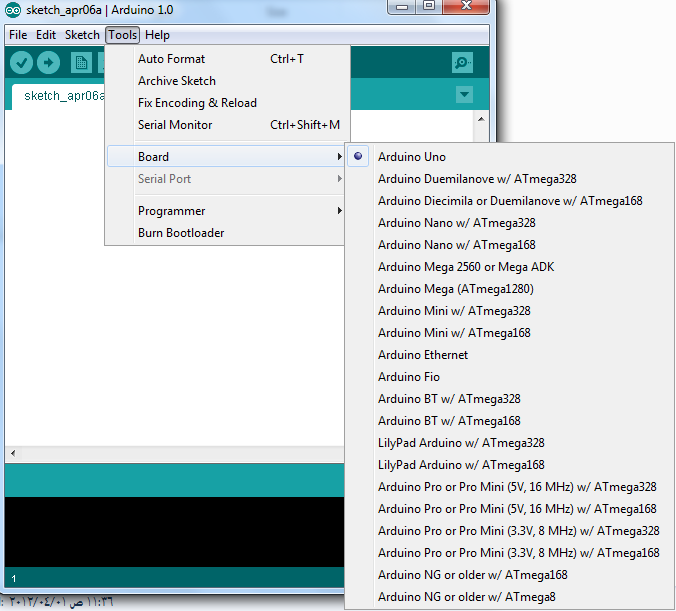 sketch_apr06a | Arduino 1.0
File Edit Sketch Tools Help
sketch_apr06a
Auto Format Ctrl+T
Archive Sketch
Fix Encoding & Reload
Serial Monitor Ctrl+Shift+M
Board
Serial Port
Programmer
Burn Bootloader
Arduino Uno
Arduino Duemilanove w/ ATmega328
Arduino Diecimila or Duemilanove w/ ATmega168
Arduino Nano w/ ATmega328
Arduino Nano w/ ATmega168
Arduino Mega 2560 or Mega ADK
Arduino Mega (ATmega1280)
Arduino Mini w/ ATmega328
Arduino Mini w/ ATmega168
Arduino Ethernet
Arduino Fio
Arduino BT w/ ATmega328
Arduino BT w/ ATmega168
LilyPad Arduino w/ ATmega328
LilyPad Arduino w/ ATmega168
Arduino Pro or Pro Mini (5V, 16 MHz) w/ ATmega328
Arduino Pro or Pro Mini (5V, 16 MHz) w/ ATmega168
Arduino Pro or Pro Mini (3.3V, 8 MHz) w/ ATmega328
Arduino Pro or Pro Mini (3.3V, 8 MHz) w/ ATmega168
Arduino NG or older w/ ATmega168
Arduino NG or older w/ ATmega8
1
٢٠١٢/٠٤/٠١ ١١:٣٦ ص